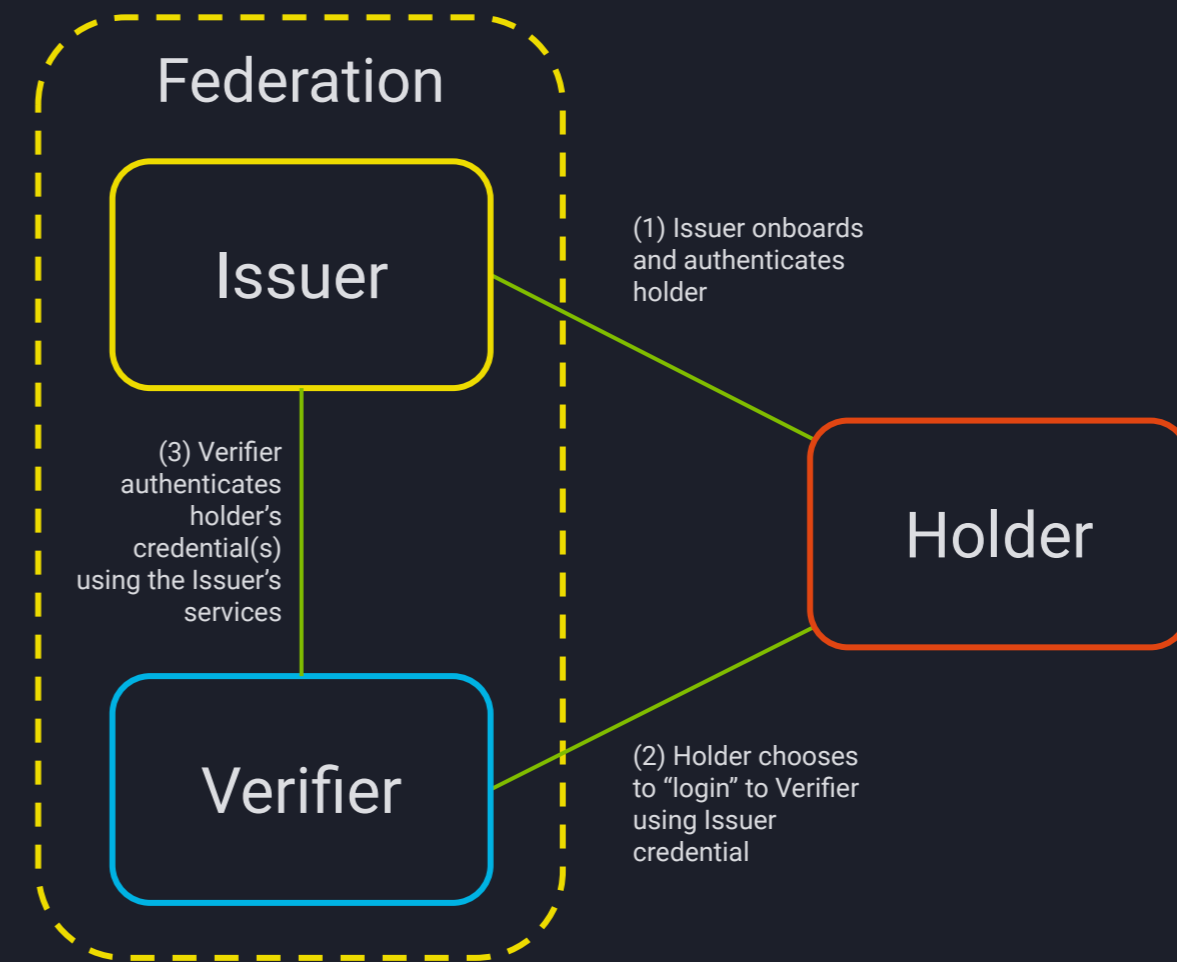 Federation
Issuer
(1) Issuer onboards
and authenticates
holder
(3) Verifier
authenticates
holder’s
credential(s)
using the Issuer’s
services
Holder
Verifier
(2) Holder chooses
to “login” to Verifier
using Issuer
credential